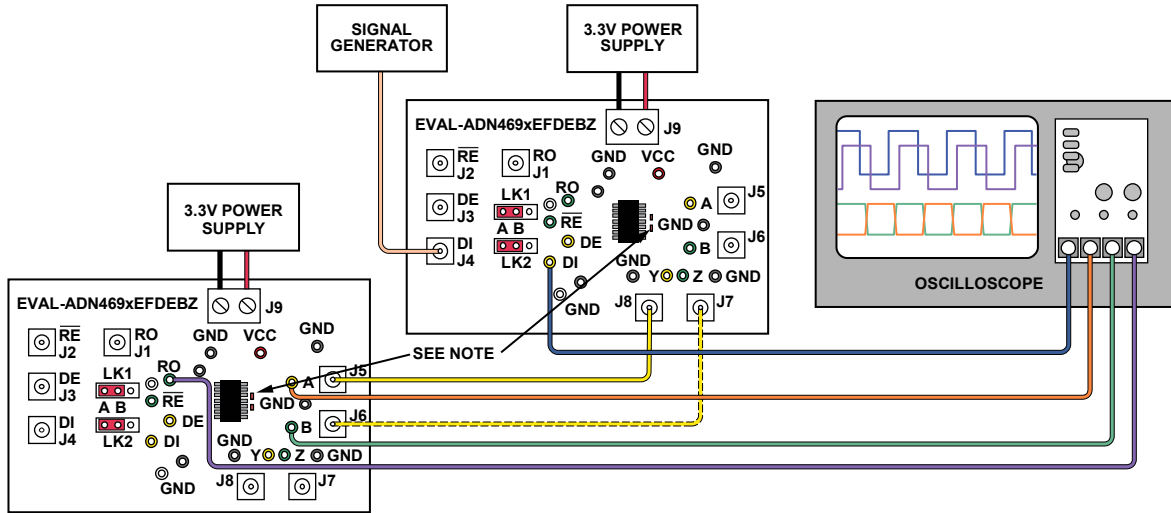 SIGNAL
GENERATOR
3.3V POWER
SUPPLY
EVAL-ADN469xEFDEBZ
J9
RE
J2
RO
J1
GND
VCC
GND
DE
J3
LK1
RO
A
J5
A B
RE
GND
DI
J4
LK2
DE
B
J6
DI
GND
Y
Z
GND
GND
J8
J7
OSCILLOSCOPE
3.3V POWER
SUPPLY
EVAL-ADN469xEFDEBZ
J9
RE
J2
RO
J1
GND
VCC
GND
SEE NOTE
DE
J3
LK1
RO
A
J5
A B
RE
GND
DI
J4
LK2
DE
B
J6
DI
GND
Y
Z
GND
GND
J8
J7